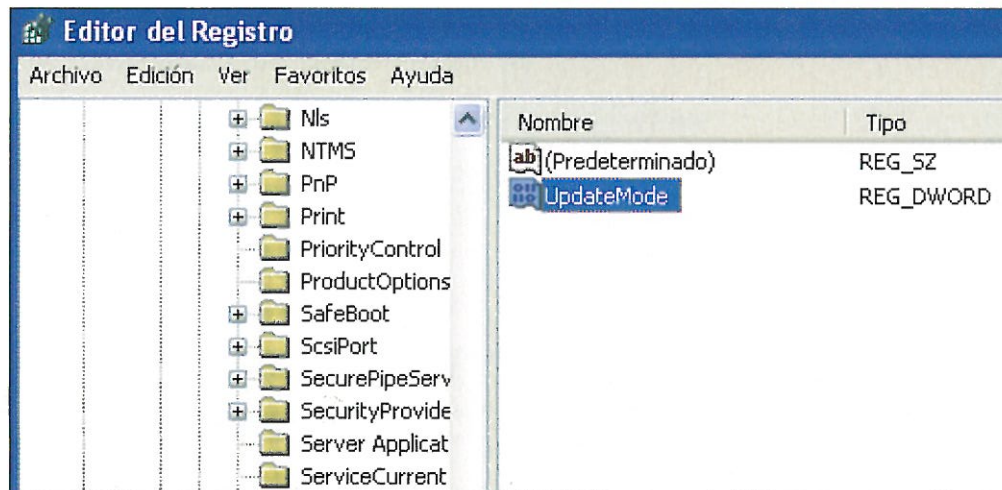 Editor del Registro
Archivo Edición Ver Favoritos Ayuda
Nls
NTMS
PnP
Print
PriorityControl
ProductOptions
SafeBoot
ScsiPort
SecurePipeServ
SecurityProvide
Server Applicat
ServiceCurrent
Nombre Tipo
ab (Predeterminado) REG_SZ
UpdateMode REG_DWORD